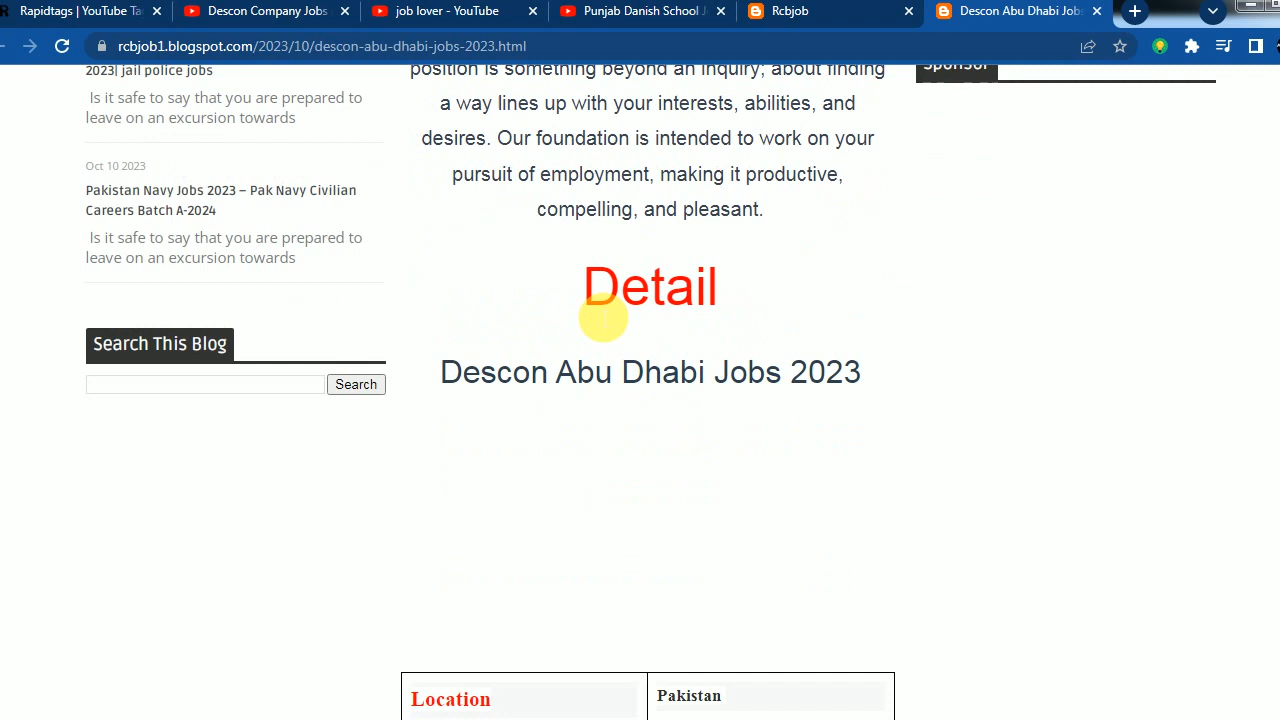 Rapidtags | YouTube Ta
Descon Company Jobs
job lover - YouTube
Punjab Danish School J
Rcbjob
Descon Abu Dhabi Job
rcbjob1.blogspot.com/2023/10/descon-abu-dhabi-jobs-2023.html
2023| jail police jobs
Is it safe to say that you are prepared to
leave on an excursion towards
Oct 10 2023
Pakistan Navy Jobs 2023 – Pak Navy Civilian
Careers Batch A-2024
Is it safe to say that you are prepared to
leave on an excursion towards
Search This Blog
Search
position is something beyond an inquiry; about finding
a way lines up with your interests, abilities, and
desires. Our foundation is intended to work on your
pursuit of employment, making it productive,
compelling, and pleasant.
Detail
Descon Abu Dhabi Jobs 2023
Location
Pakistan
Sponsor